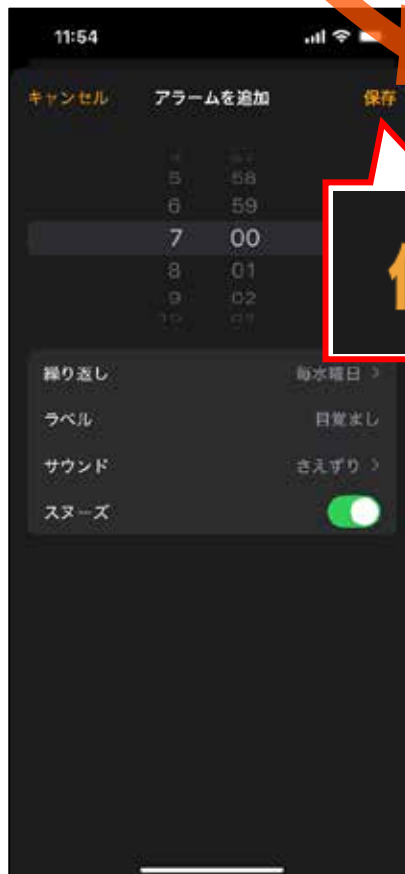 11:54
キャンセル アラームを追加 保存
5 58
6 59
7 00
8 01
9 02
繰り返し 毎水曜日 >
ラベル 目覚まし
サウンド さえずり >
スヌーズ